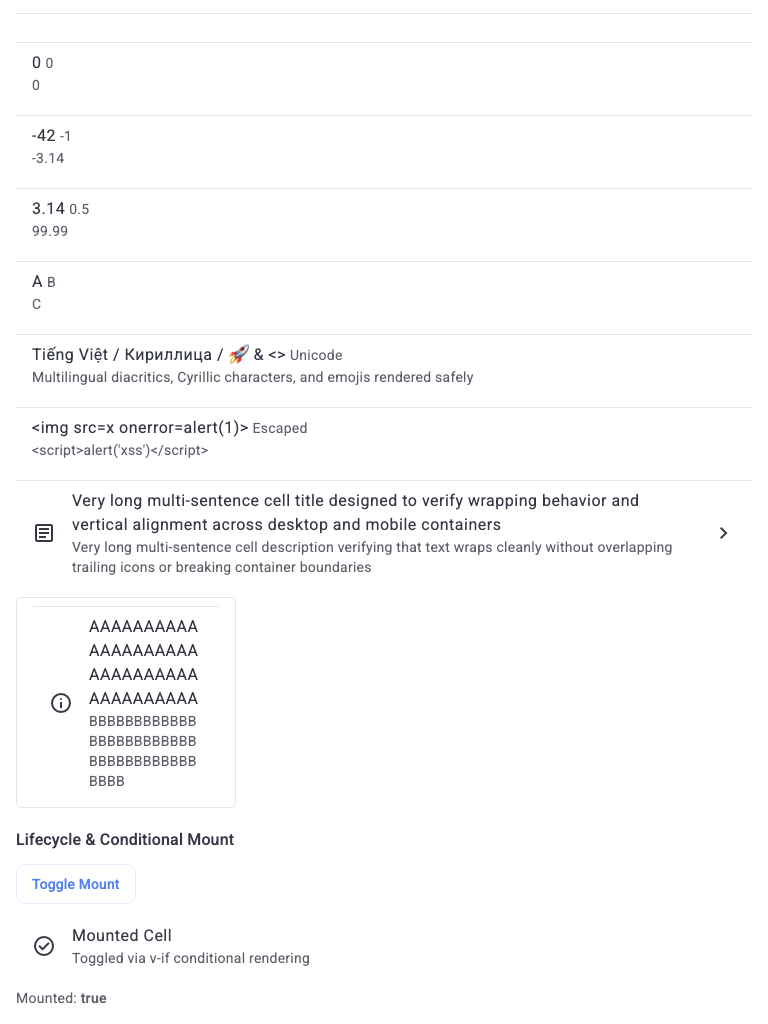 0 0
0
-42 -1
-3.14
3.14 0.5
99.99
A B
C
Tiếng Việt / Кириллица / 🚀 & <> Unicode
Multilingual diacritics, Cyrillic characters, and emojis rendered safely
<img src=x onerror=alert(1)> Escaped
<script>alert('xss')</script>
Very long multi-sentence cell title designed to verify wrapping behavior and
vertical alignment across desktop and mobile containers
Very long multi-sentence cell description verifying that text wraps cleanly without overlapping
trailing icons or breaking container boundaries
AAAAAAAAAA
AAAAAAAAAA
AAAAAAAAAA
AAAAAAAAAA
BBBBBBBBBBBB
BBBBBBBBBBBB
BBBBBBBBBBBB
BBBB
Lifecycle & Conditional Mount
Toggle Mount
Mounted Cell
Toggled via v-if conditional rendering
Mounted: true